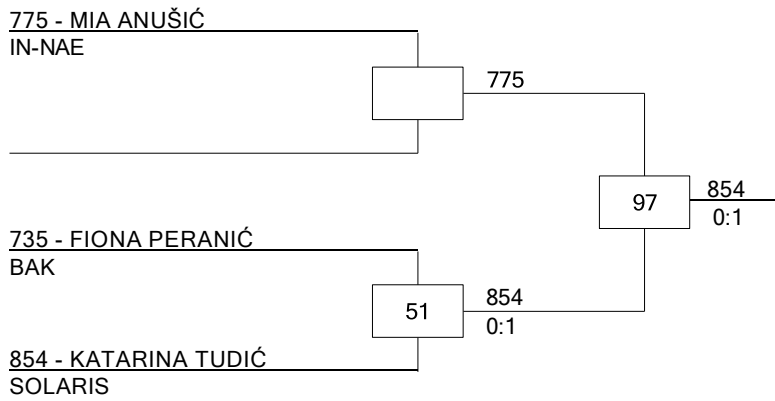 775 - MIA ANUŠIĆ
IN-NAE
775
97
854
0:1
735 - FIONA PERANIĆ
BAK
51
854
0:1
854 - KATARINA TUDIĆ
SOLARIS